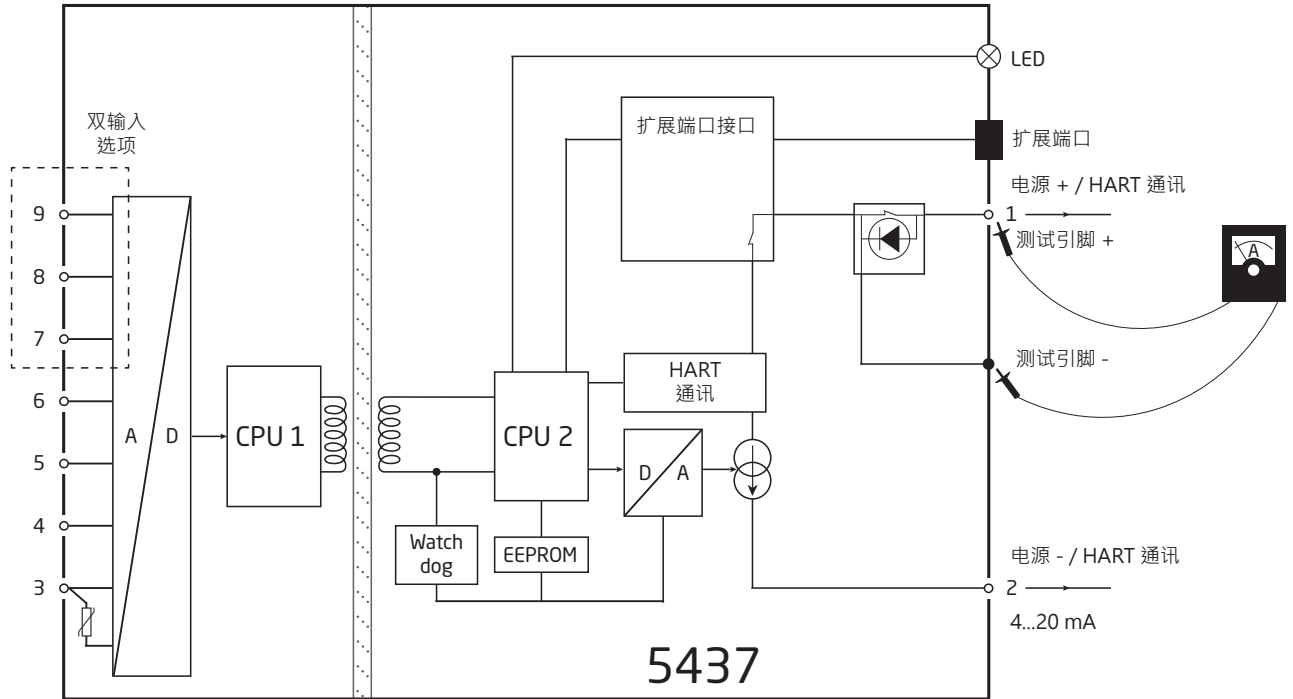 LED
双输入
选项
扩展端口接口
扩展端口
电源 + / HART 通讯
9
1
测试引脚 +
A
8
7
测试引脚 -
HART
通讯
6
A
D
CPU 1
CPU 2
5
D
A
4
Watch
dog
EEPROM
电源 - / HART 通讯
3
2
4...20 mA
5437